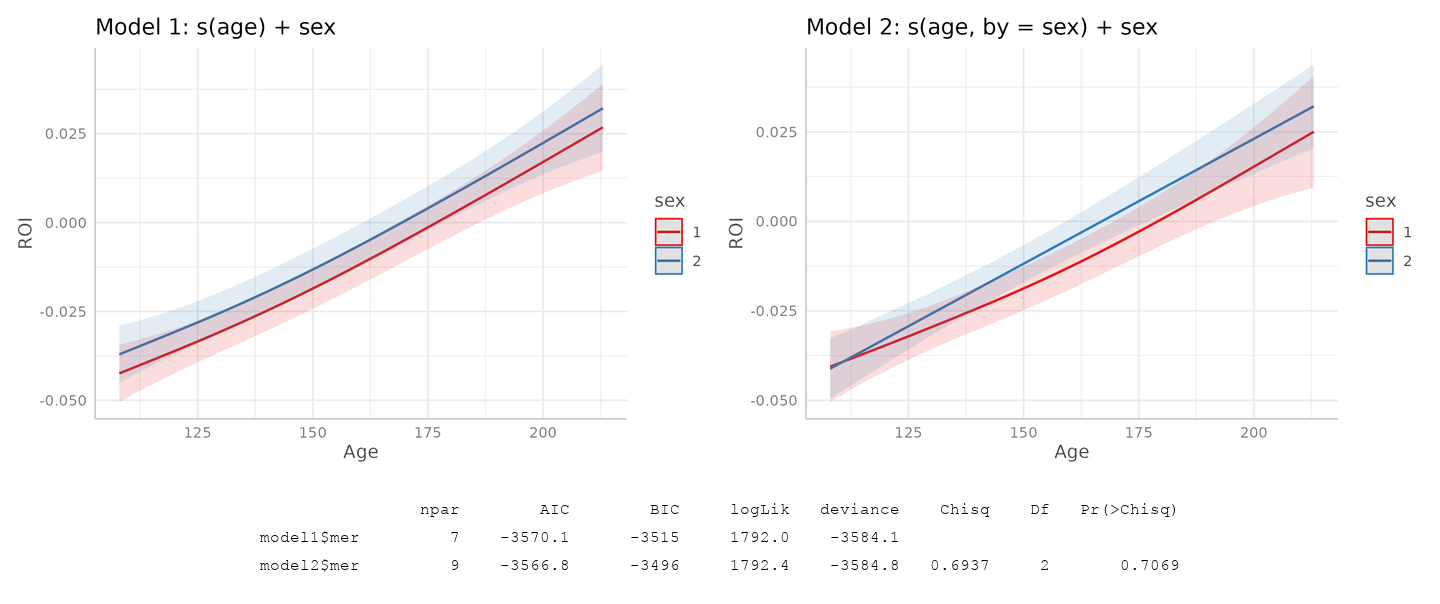 Model 1: s(age) + sex
0.025
0.000
-0.025
-0.050
ROI
125 150 175 200
Age
sex
1
2
Model 2: s(age, by = sex) + sex
0.025
0.000
-0.025
-0.050
ROI
125 150 175 200
Age
sex
1
2
npar AIC BIC logLik deviance Chisq Df Pr(>Chisq)
model1$mer 7 -3570.1 -3515 1792.0 -3584.1
model2$mer 9 -3566.8 -3496 1792.4 -3584.8 0.6937 2 0.7069